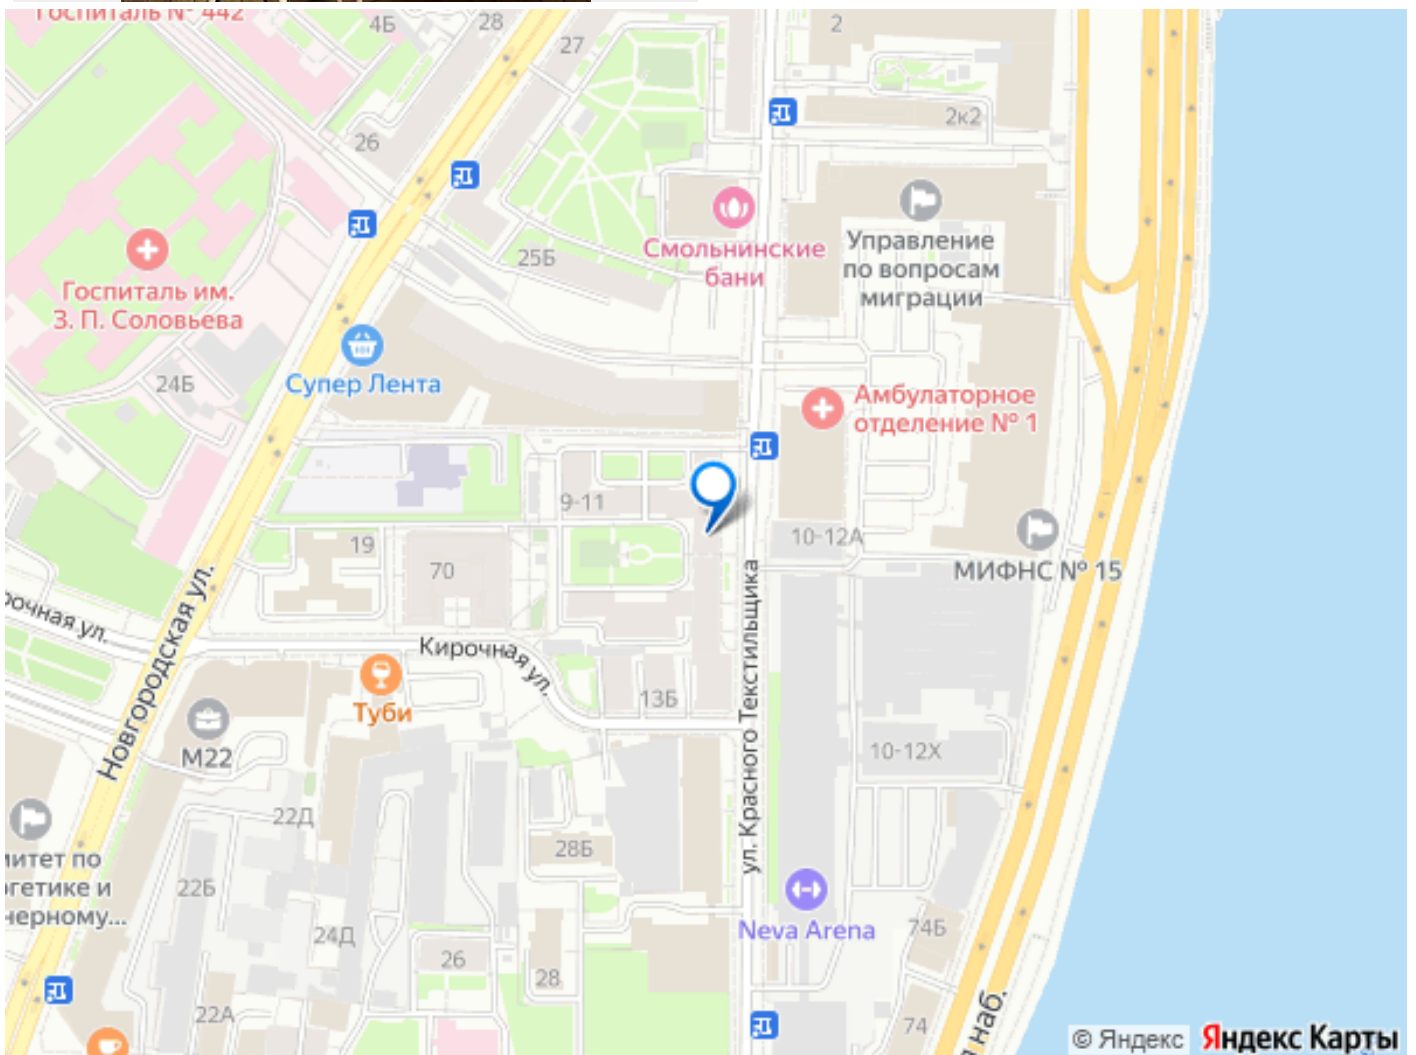 Госпиталь № 442
4Б
28
27
2
2к2
26
Смольнинские
бани
Управление
по вопросам
миграции
25Б
Госпиталь им.
З. П. Соловьева
Супер Лента
24Б
Амбулаторное
отделение № 1
9-11
19
70
10-12А
МИФНС № 15
Новгородская ул.
Кирочная ул.
ул. Красного Текстильщика
13Б
Туби
М22
10-12Х
22Д
28Б
22Б
Neva Arena
74Б
24Д
26
28
22А
74
наб.
© Яндекс Яндекс Карты